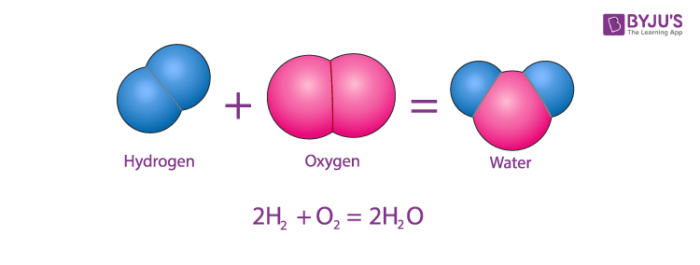 BYJU'S
The Learning App
+
=
Hydrogen
Oxygen
Water
2H₂ + O₂ = 2H₂O